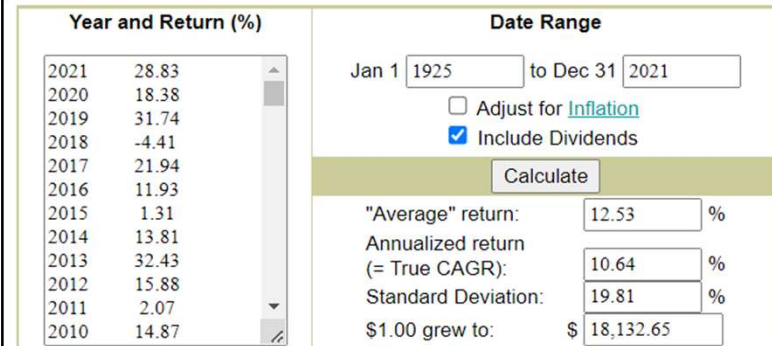 Year and Return (%)
2021 28.83
2020 18.38
2019 31.74
2018 -4.41
2017 21.94
2016 11.93
2015 1.31
2014 13.81
2013 32.43
2012 15.88
2011 2.07
2010 14.87
Date Range
Jan 1 1925 to Dec 31 2021
Adjust for Inflation
Include Dividends
Calculate
"Average" return: 12.53 %
Annualized return
(= True CAGR): 10.64 %
Standard Deviation: 19.81 %
$1.00 grew to: $ 18,132.65